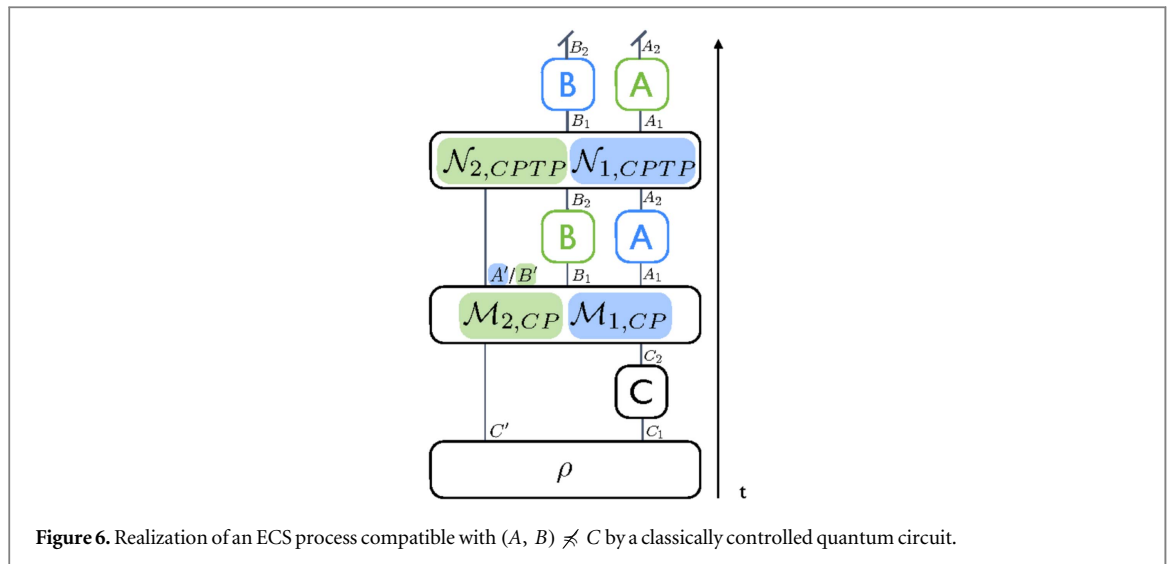 B₂ A₂
B A
B₁ A₁
𝒩₂,CPTP 𝒩₁,CPTP
B₂ A₂
B A
A′/B′ B₁ A₁
ℳ₂,CP ℳ₁,CP
C₂
C
C′ C₁
ρ
t
Figure 6. Realization of an ECS process compatible with (A, B) ⋠ C by a classically controlled quantum circuit.